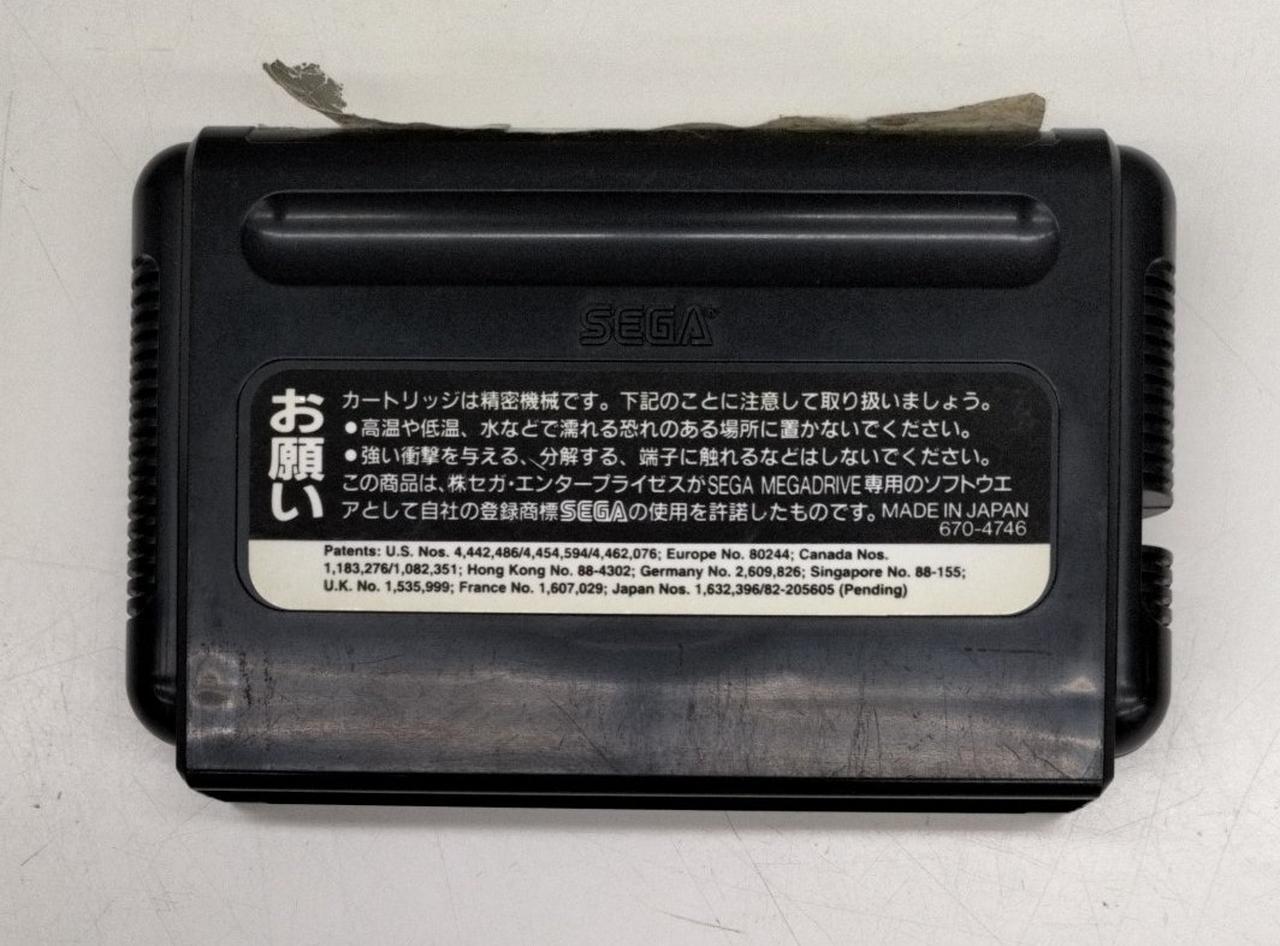 SEGA®
お願い
カートリッジは精密機械です。下記のことに注意して取り扱いましょう。
●高温や低温、水などで濡れる恐れのある場所に置かないでください。
●強い衝撃を与える、分解する、端子に触れるなどはしないでください。
この商品は、株セガ・エンタープライゼスがSEGA MEGADRIVE専用のソフトウエ
アとして自社の登録商標SEGAの使用を許諾したものです。MADE IN JAPAN
670-4746
Patents: U.S. Nos. 4,442,486/4,454,594/4,462,076; Europe No. 80244; Canada Nos.
1,183,276/1,082,351; Hong Kong No. 88-4302; Germany No. 2,609,826; Singapore No. 88-155;
U.K. No. 1,535,999; France No. 1,607,029; Japan Nos. 1,632,396/82-205605 (Pending)